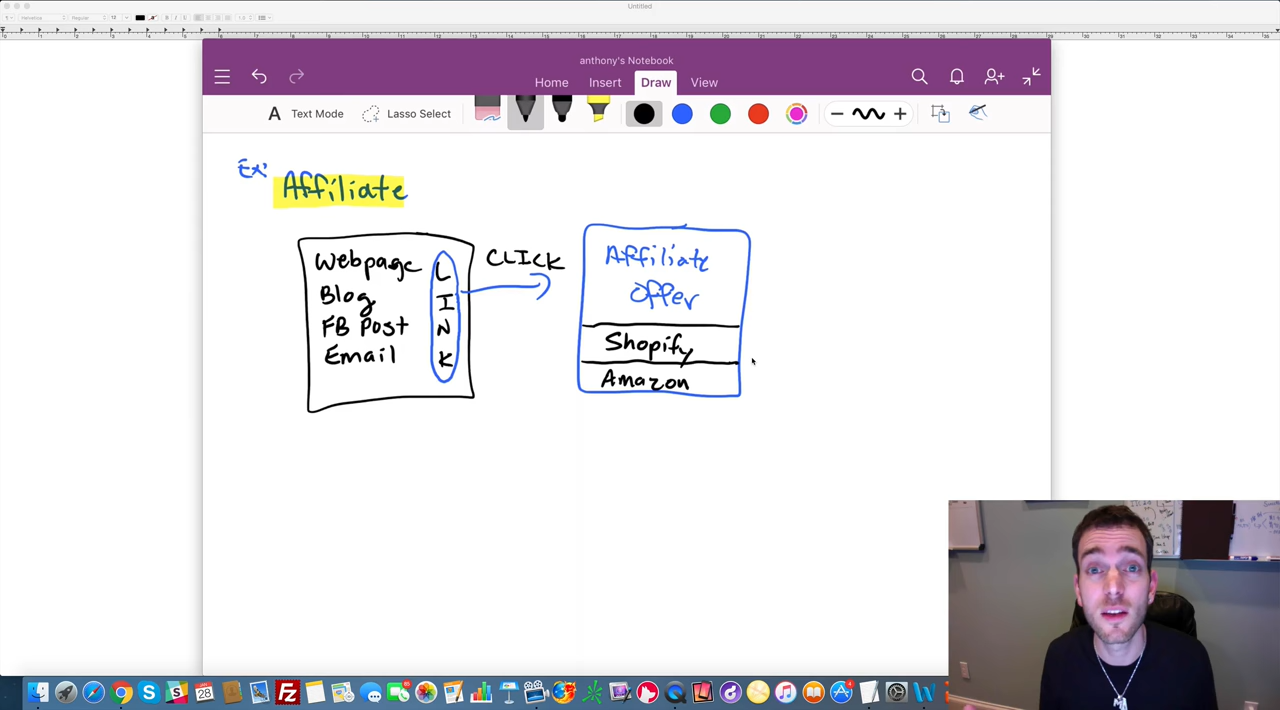 Untitled
anthony's Notebook
Home Insert Draw View
Text Mode Lasso Select
Ex:
Affiliate
Webpage
Blog
FB Post
Email
LINK
CLICK
Affiliate
Offer
Shopify
Amazon